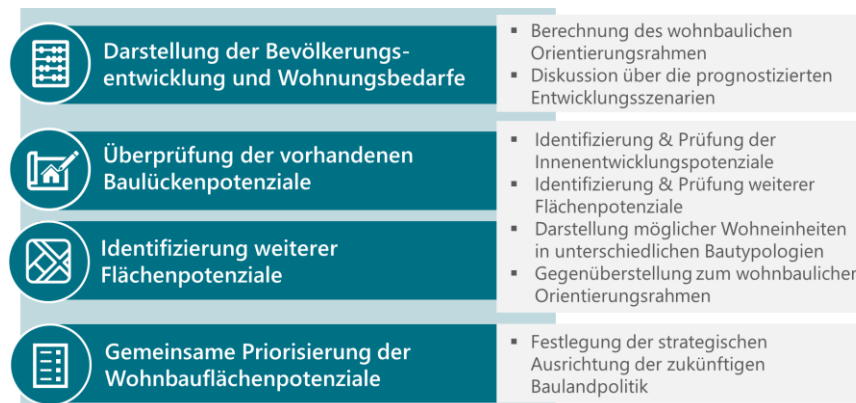 Darstellung der Bevölkerungs-
entwicklung und Wohnungsbedarfe
▪ Berechnung des wohnbaulichen
Orientierungsrahmen
▪ Diskussion über die prognostizierten
Entwicklungsszenarien
Überprüfung der vorhandenen
Baulückenpotenziale
Identifizierung weiterer
Flächenpotenziale
▪ Identifizierung & Prüfung der
Innenentwicklungspotenziale
▪ Identifizierung & Prüfung weiterer
Flächenpotenziale
▪ Darstellung möglicher Wohneinheiten
in unterschiedlichen Bautypologien
▪ Gegenüberstellung zum wohnbaulichen
Orientierungsrahmen
Gemeinsame Priorisierung der
Wohnbauflächenpotenziale
▪ Festlegung der strategischen
Ausrichtung der zukünftigen
Baulandpolitik